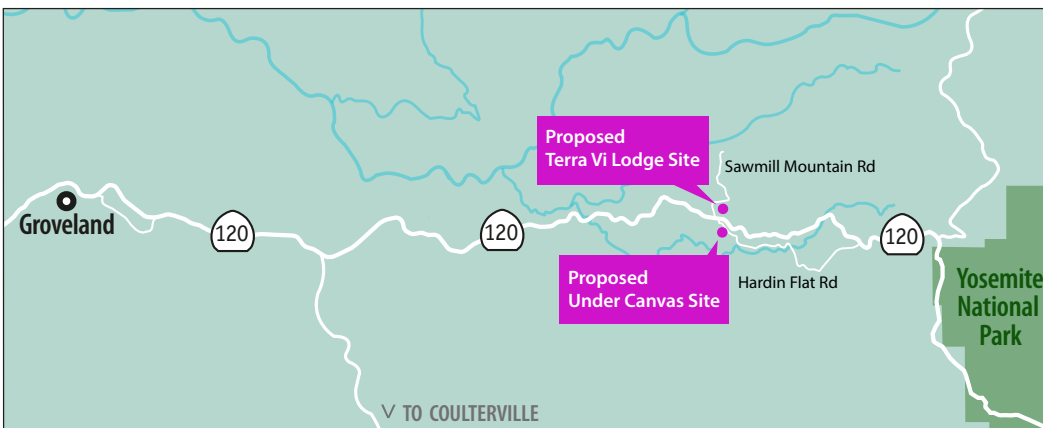 Proposed
Terra Vi Lodge Site
Sawmill Mountain Rd
Groveland
120
120
120
Proposed
Under Canvas Site
Hardin Flat Rd
Yosemite
National
Park
V TO COULTERVILLE